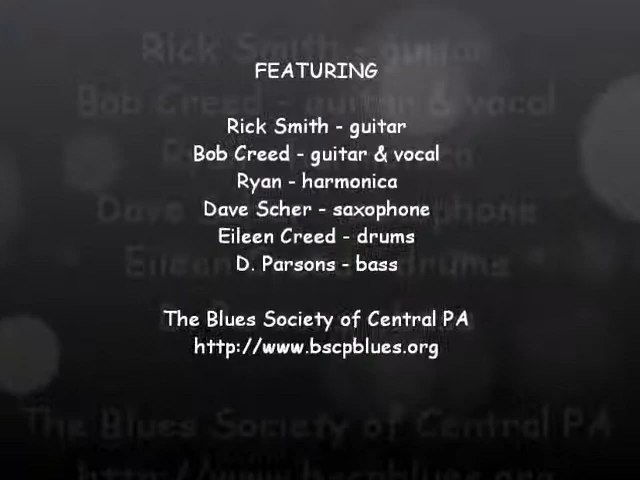 FEATURING
Rick Smith - guitar
Bob Creed - guitar & vocal
Ryan - harmonica
Dave Scher - saxophone
Eileen Creed - drums
D. Parsons - bass
The Blues Society of Central PA
http://www.bscpblues.org